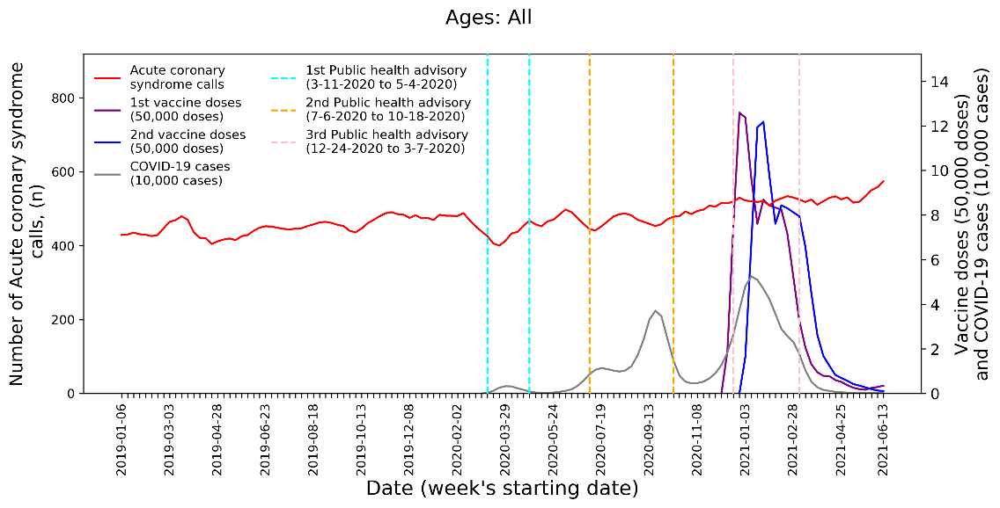 Ages: All
Number of Acute coronary syndrome
calls, (n)
800
600
400
200
0
Acute coronary
syndrome calls
1st vaccine doses
(50,000 doses)
2nd vaccine doses
(50,000 doses)
COVID-19 cases
(10,000 cases)
1st Public health advisory
(3-11-2020 to 5-4-2020)
2nd Public health advisory
(7-6-2020 to 10-18-2020)
3rd Public health advisory
(12-24-2020 to 3-7-2020)
14
12
10
8
6
4
2
0
Vaccine doses (50,000 doses)
and COVID-19 cases (10,000 cases)
2019-01-06
2019-03-03
2019-04-28
2019-06-23
2019-08-18
2019-10-13
2019-12-08
2020-02-02
2020-03-29
2020-05-24
2020-07-19
2020-09-13
2020-11-08
2021-01-03
2021-02-28
2021-04-25
2021-06-13
Date (week's starting date)